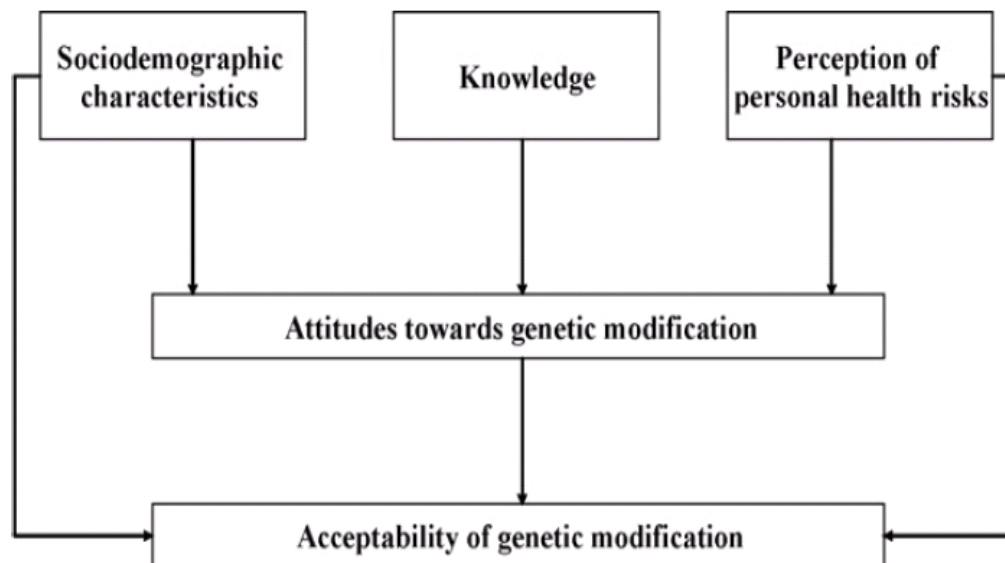 Sociodemographic
characteristics
Knowledge
Perception of
personal health risks
Attitudes towards genetic modification
Acceptability of genetic modification